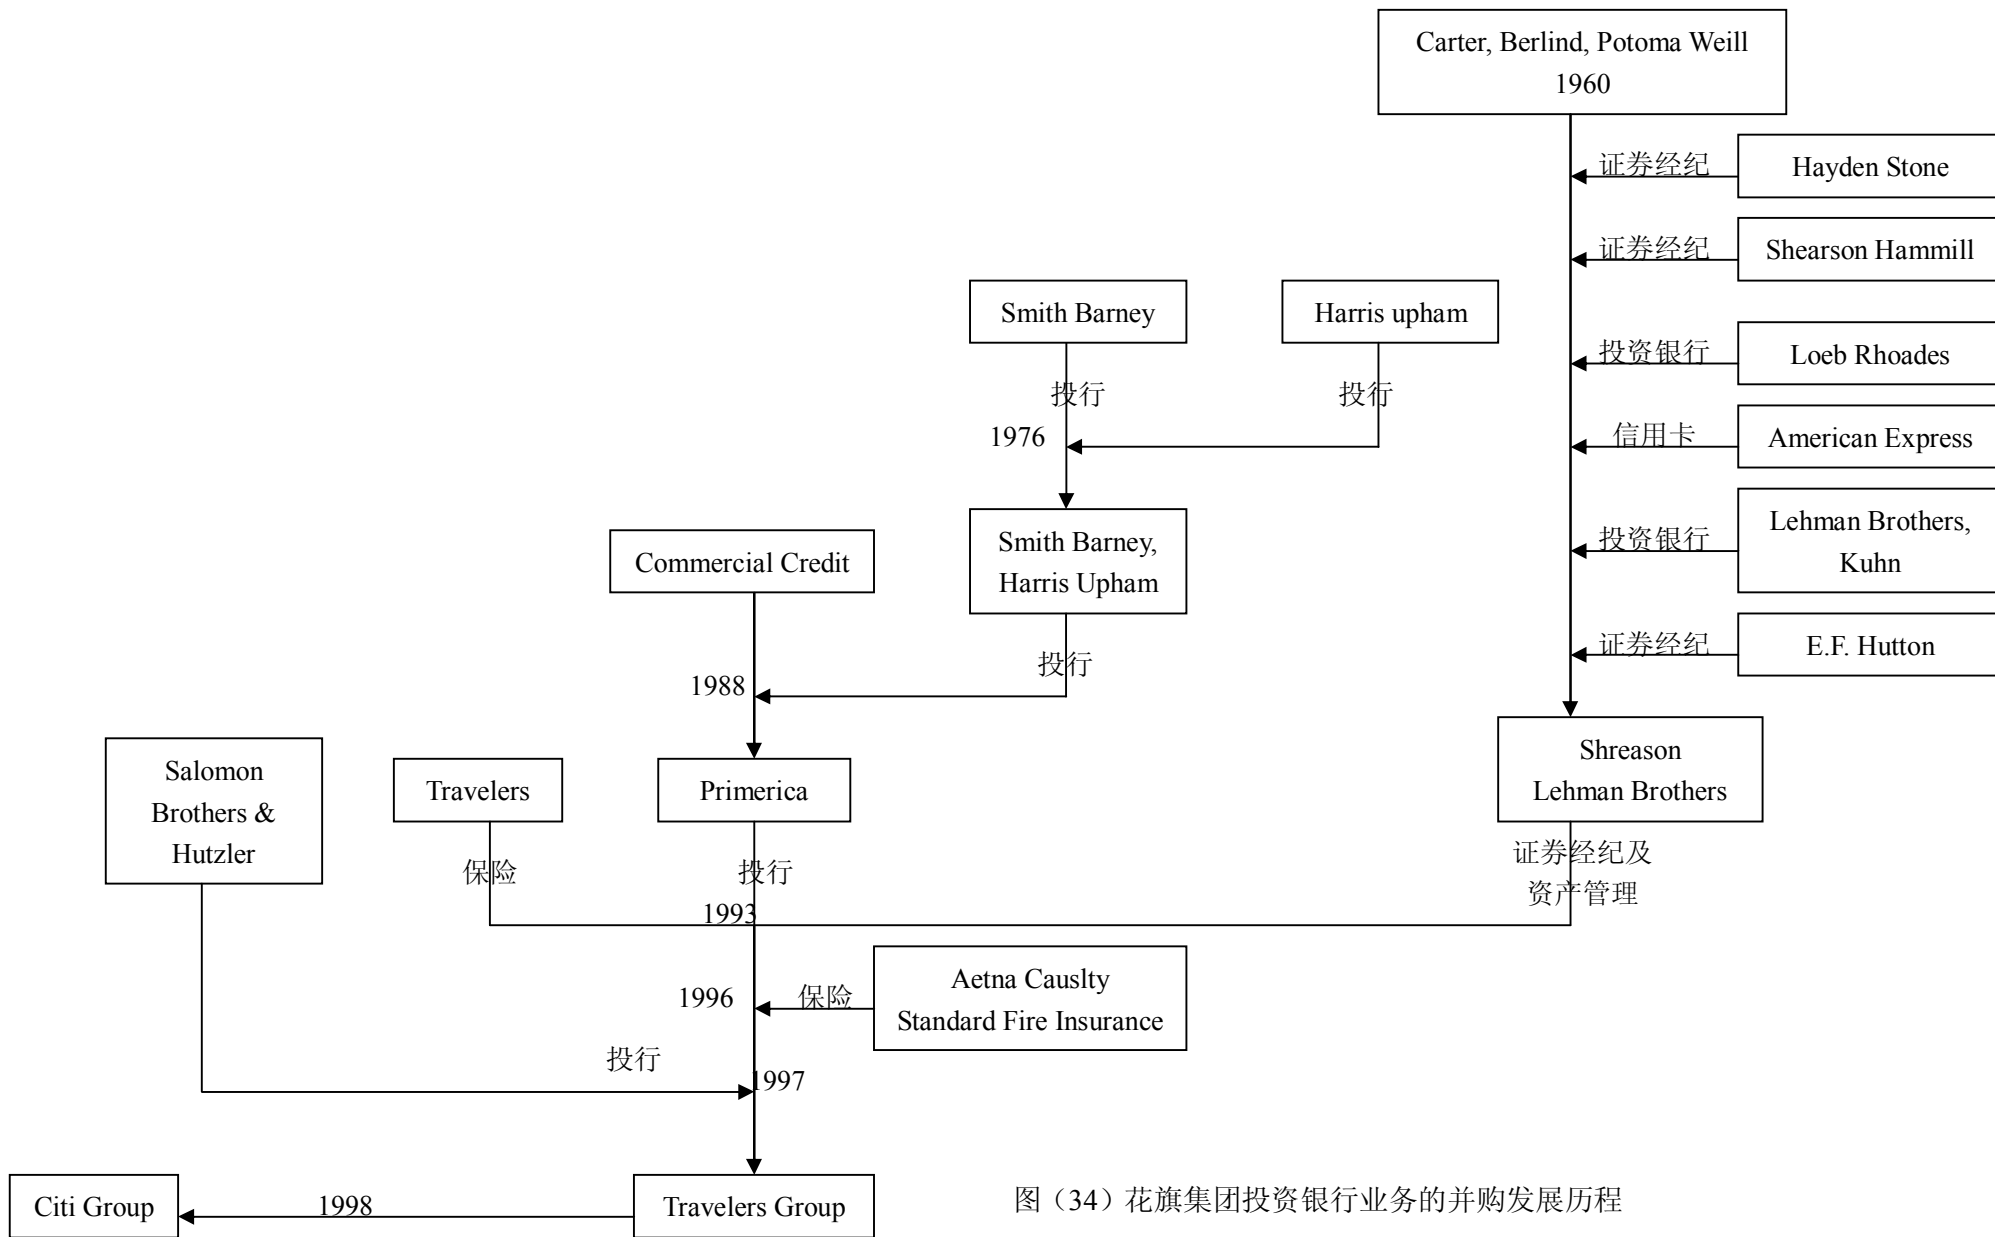 Carter, Berlind, Potoma Weill
1960
证券经纪
Hayden Stone
证券经纪
Shearson Hammill
Smith Barney
Harris upham
投资银行
Loeb Rhoades
投行
投行
1976
信用卡
American Express
Lehman Brothers,
Kuhn
投资银行
Commercial Credit
Smith Barney,
Harris Upham
证券经纪
E.F. Hutton
投行
1988
Salomon
Brothers &
Hutzler
Travelers
Primerica
Shreason
Lehman Brothers
保险
投行
证券经纪及
资产管理
1993
1996
保险
Aetna Causlty
Standard Fire Insurance
投行
1997
Citi Group
1998
Travelers Group
图（34）花旗集团投资银行业务的并购发展历程